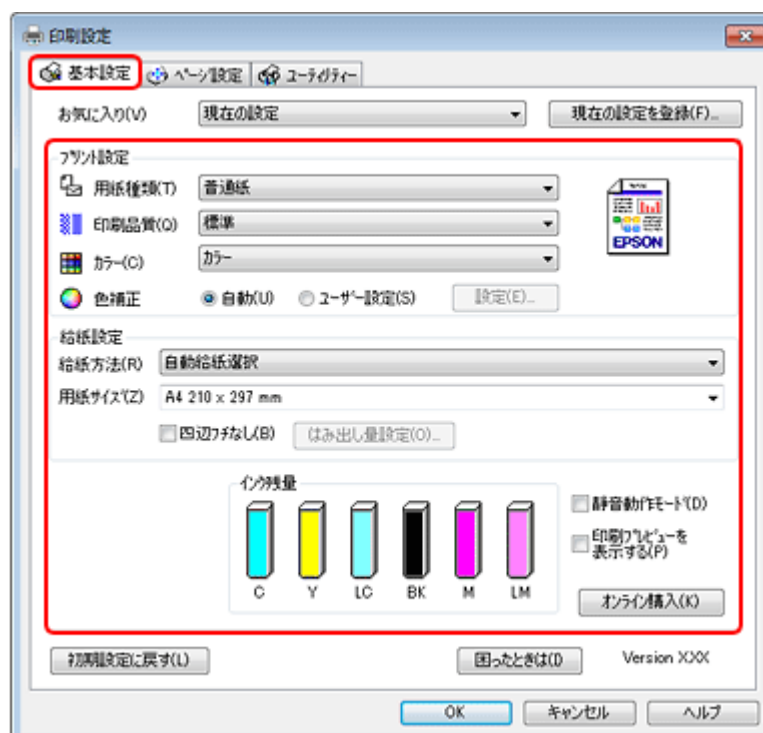 印刷設定
基本設定 ページ設定 ユーティリティー
お気に入り(V) 現在の設定 現在の設定を登録(F)...
プリント設定
用紙種類(T) 普通紙
印刷品質(Q) 標準
カラー(C) カラー
色補正 自動(U) ユーザー設定(S) 設定(E)...
EPSON
給紙設定
給紙方法(R) 自動給紙選択
用紙サイズ(Z) A4 210 x 297 mm
四辺フチなし(B) はみ出し量設定(O)...
インク残量
C Y LC BK M LM
静音動作モード(D)
印刷プレビューを
表示する(P)
オンライン購入(K)
初期設定に戻す(L) 困ったときは(I) Version X.XX
OK キャンセル ヘルプ